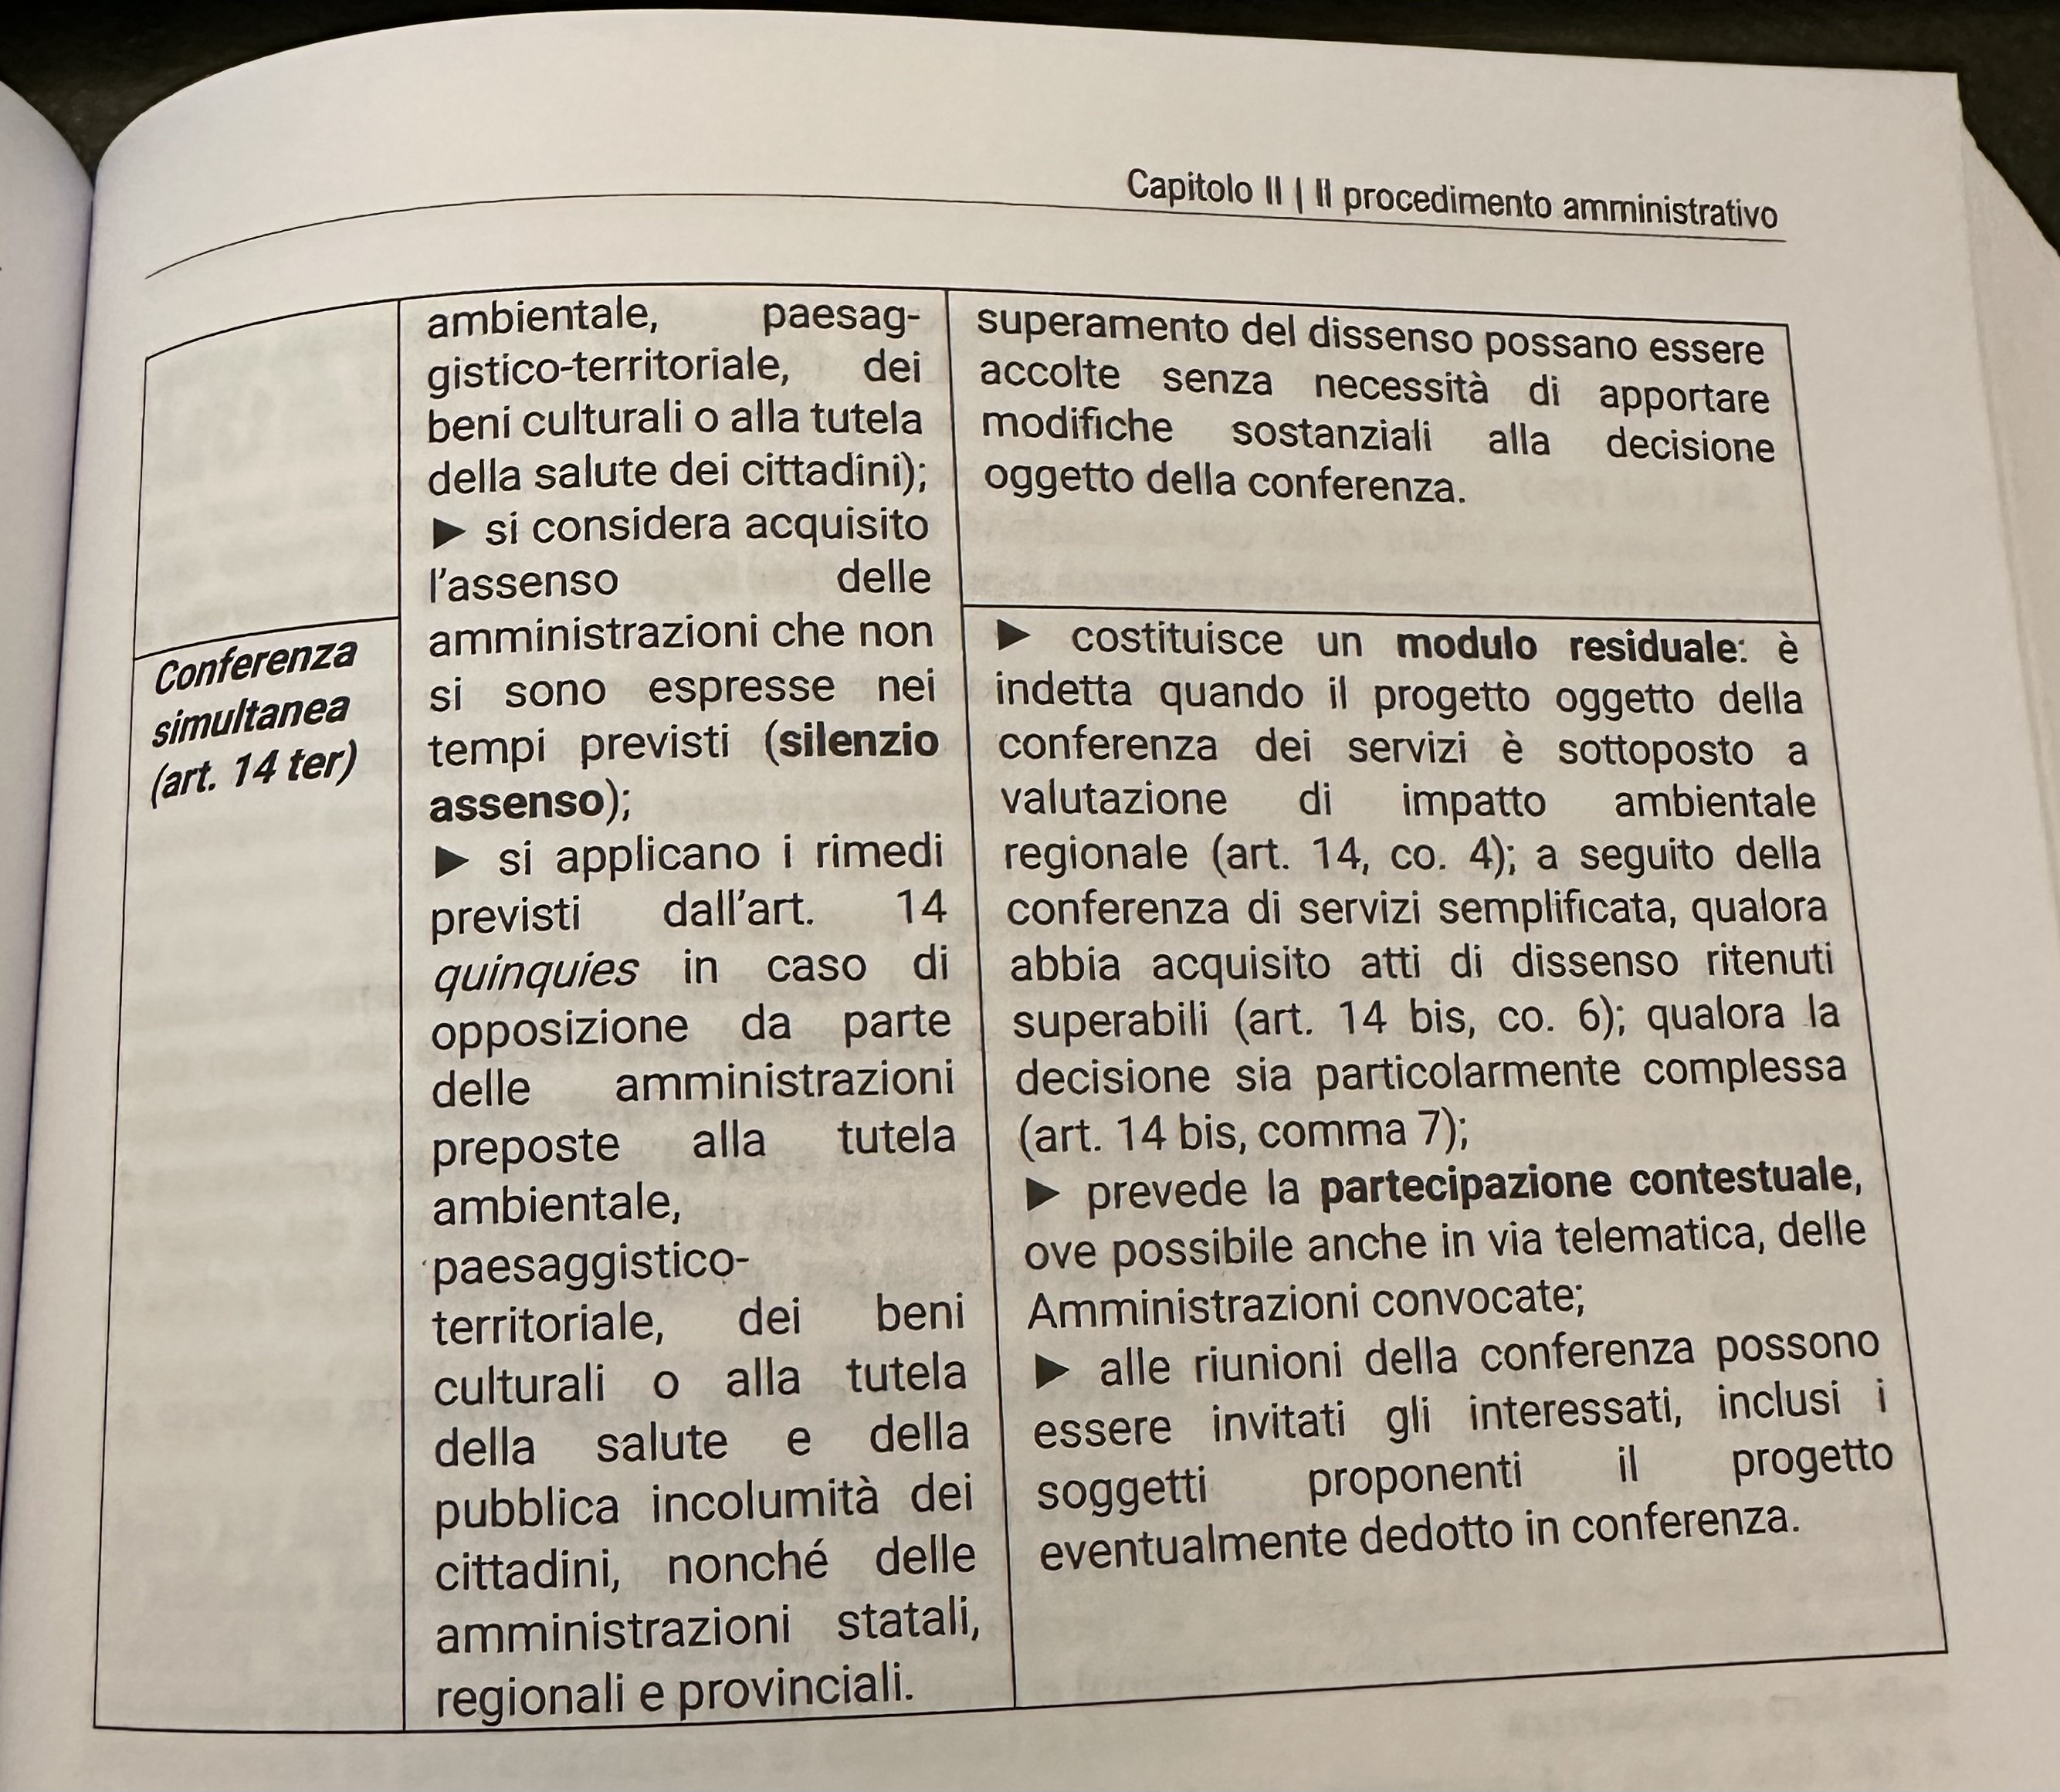 Capitolo II | Il procedimento amministrativo
ambientale, paesag-
gistico-territoriale, dei
beni culturali o alla tutela
della salute dei cittadini);
▶ si considera acquisito
l'assenso delle
amministrazioni che non
si sono espresse nei
tempi previsti (silenzio
assenso);
▶ si applicano i rimedi
previsti dall'art. 14
quinquies in caso di
opposizione da parte
delle amministrazioni
preposte alla tutela
ambientale,
paesaggistico-
territoriale, dei beni
culturali o alla tutela
della salute e della
pubblica incolumità dei
cittadini, nonché delle
amministrazioni statali,
regionali e provinciali.
superamento del dissenso possano essere
accolte senza necessità di apportare
modifiche sostanziali alla decisione
oggetto della conferenza.
Conferenza
simultanea
(art. 14 ter)
▶ costituisce un modulo residuale: è
indetta quando il progetto oggetto della
conferenza dei servizi è sottoposto a
valutazione di impatto ambientale
regionale (art. 14, co. 4); a seguito della
conferenza di servizi semplificata, qualora
abbia acquisito atti di dissenso ritenuti
superabili (art. 14 bis, co. 6); qualora la
decisione sia particolarmente complessa
(art. 14 bis, comma 7);
▶ prevede la partecipazione contestuale,
ove possibile anche in via telematica, delle
Amministrazioni convocate;
▶ alle riunioni della conferenza possono
essere invitati gli interessati, inclusi i
soggetti proponenti il progetto
eventualmente dedotto in conferenza.